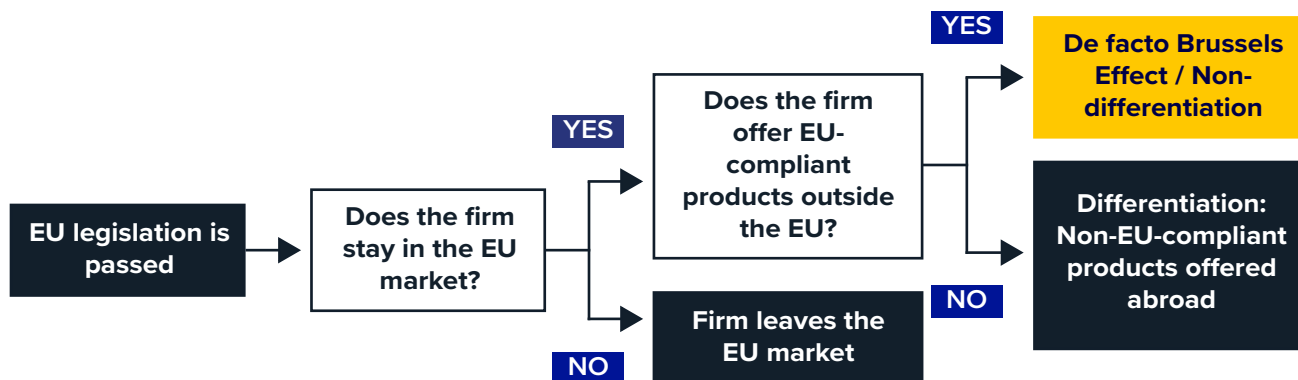 EU legislation is
passed
Does the firm
stay in the EU
market?
YES
Does the firm
offer EU-
compliant
products outside
the EU?
NO
Firm leaves the
EU market
YES
De facto Brussels
Effect / Non-
differentiation
NO
Differentiation:
Non-EU-compliant
products offered
abroad